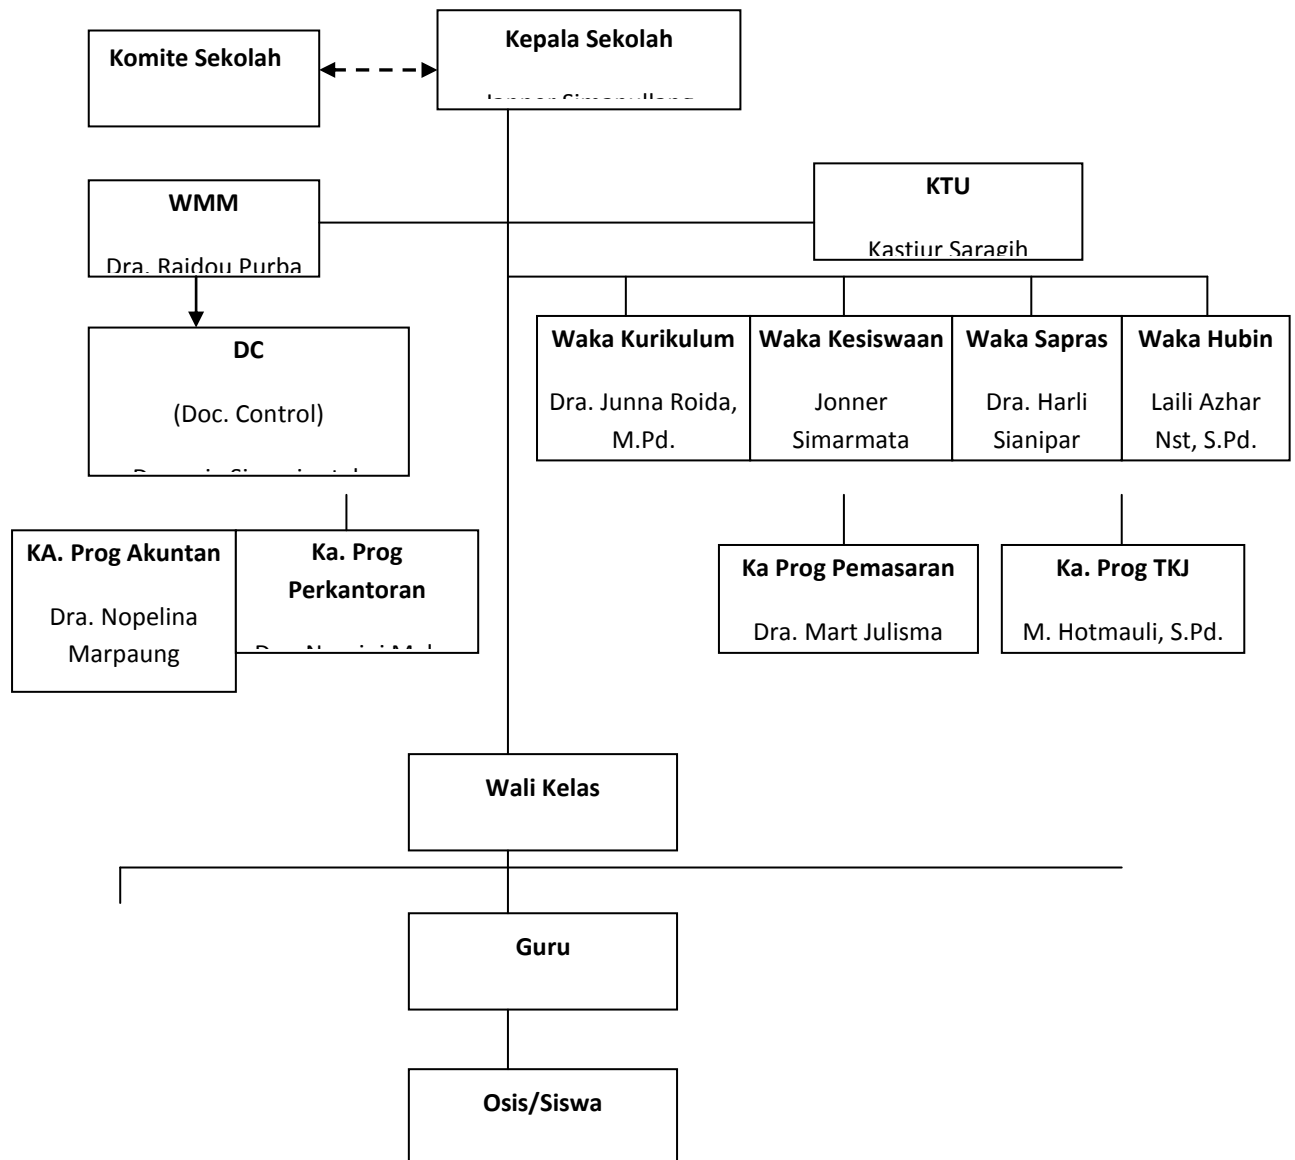 Kepala Sekolah
Komite Sekolah
WMM
Dra. Raidou Purba
KTU
Kastiur Saragih
DC
(Doc. Control)
Waka Kurikulum
Dra. Junna Roida,
M.Pd.
Waka Kesiswaan
Jonner
Simarmata
Waka Sapras
Dra. Harli
Sianipar
Waka Hubin
Laili Azhar
Nst, S.Pd.
KA. Prog Akuntan
Dra. Nopelina
Marpaung
Ka. Prog
Perkantoran
Ka Prog Pemasaran
Dra. Mart Julisma
Ka. Prog TKJ
M. Hotmauli, S.Pd.
Wali Kelas
Guru
Osis/Siswa